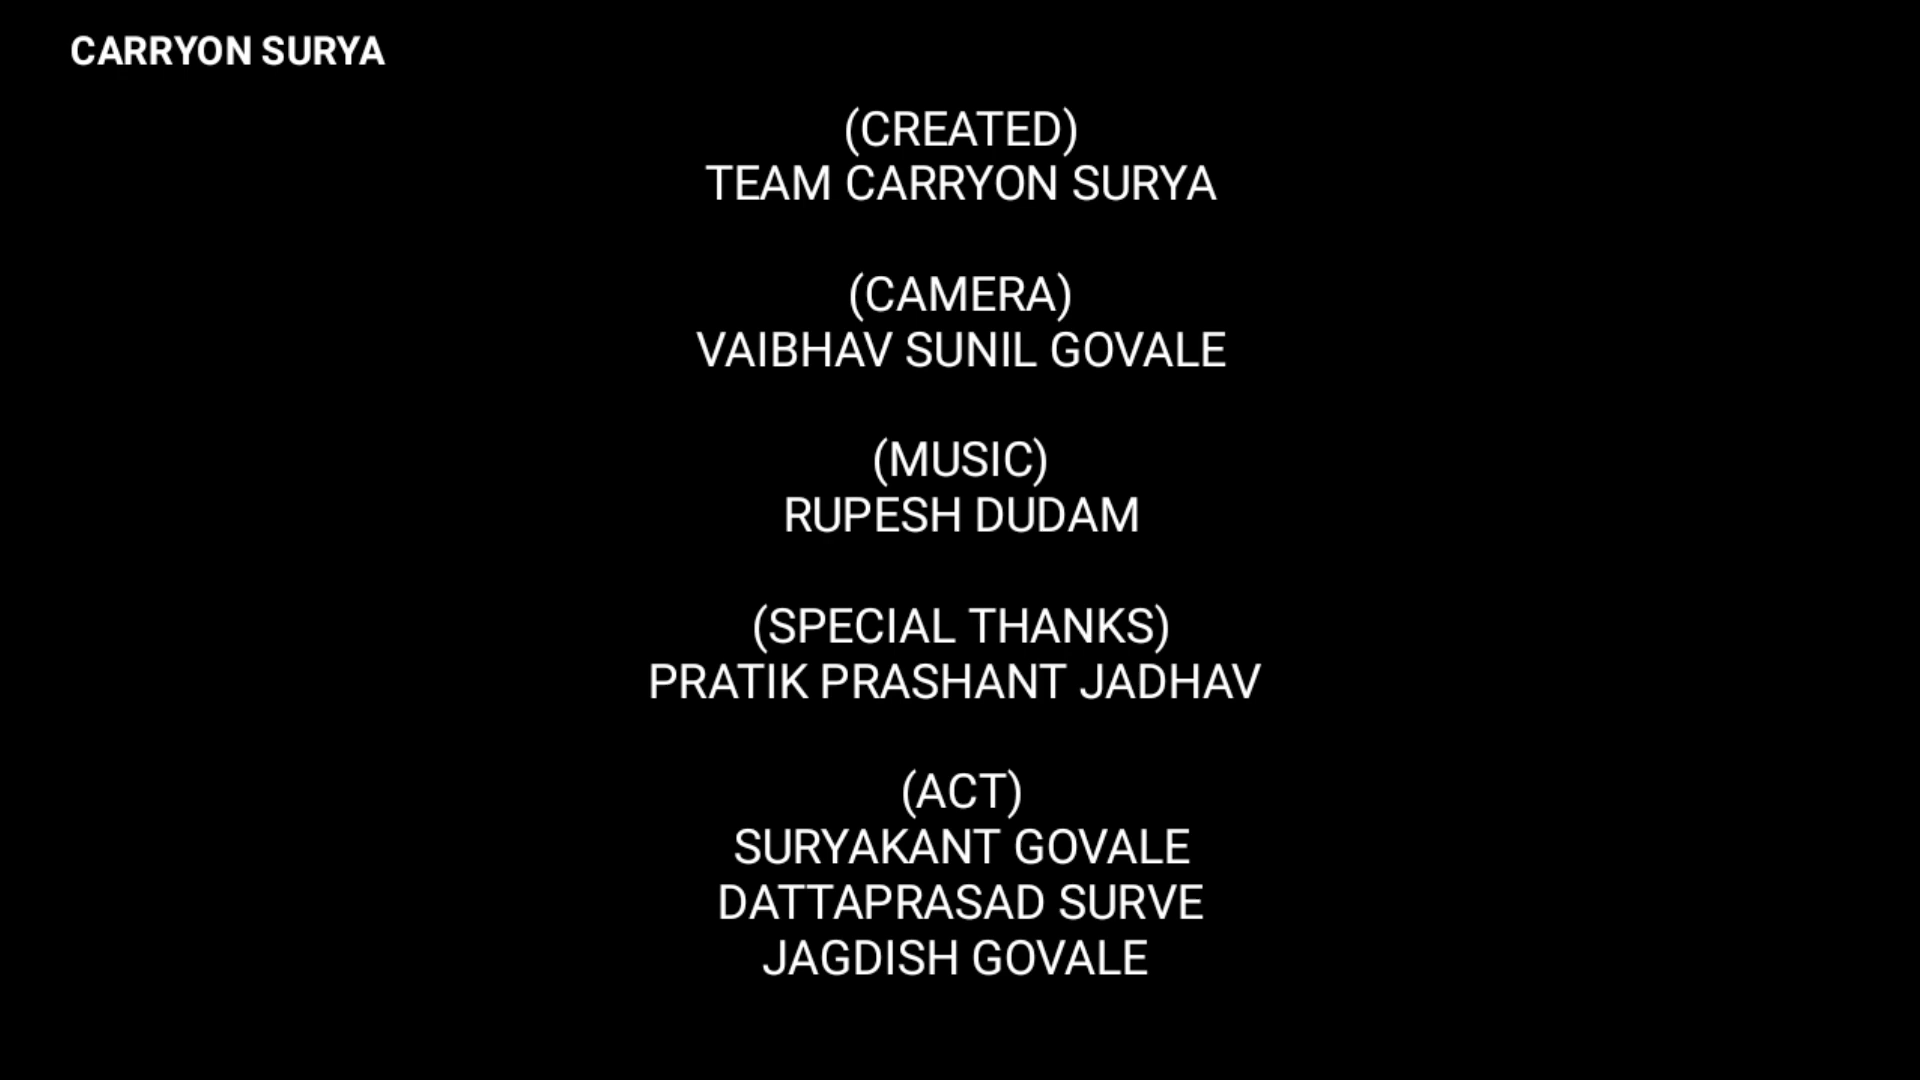 CARRYON SURYA
(CREATED)
TEAM CARRYON SURYA
(CAMERA)
VAIBHAV SUNIL GOVALE
(MUSIC)
RUPESH DUDAM
(SPECIAL THANKS)
PRATIK PRASHANT JADHAV
(ACT)
SURYAKANT GOVALE
DATTAPRASAD SURVE
JAGDISH GOVALE